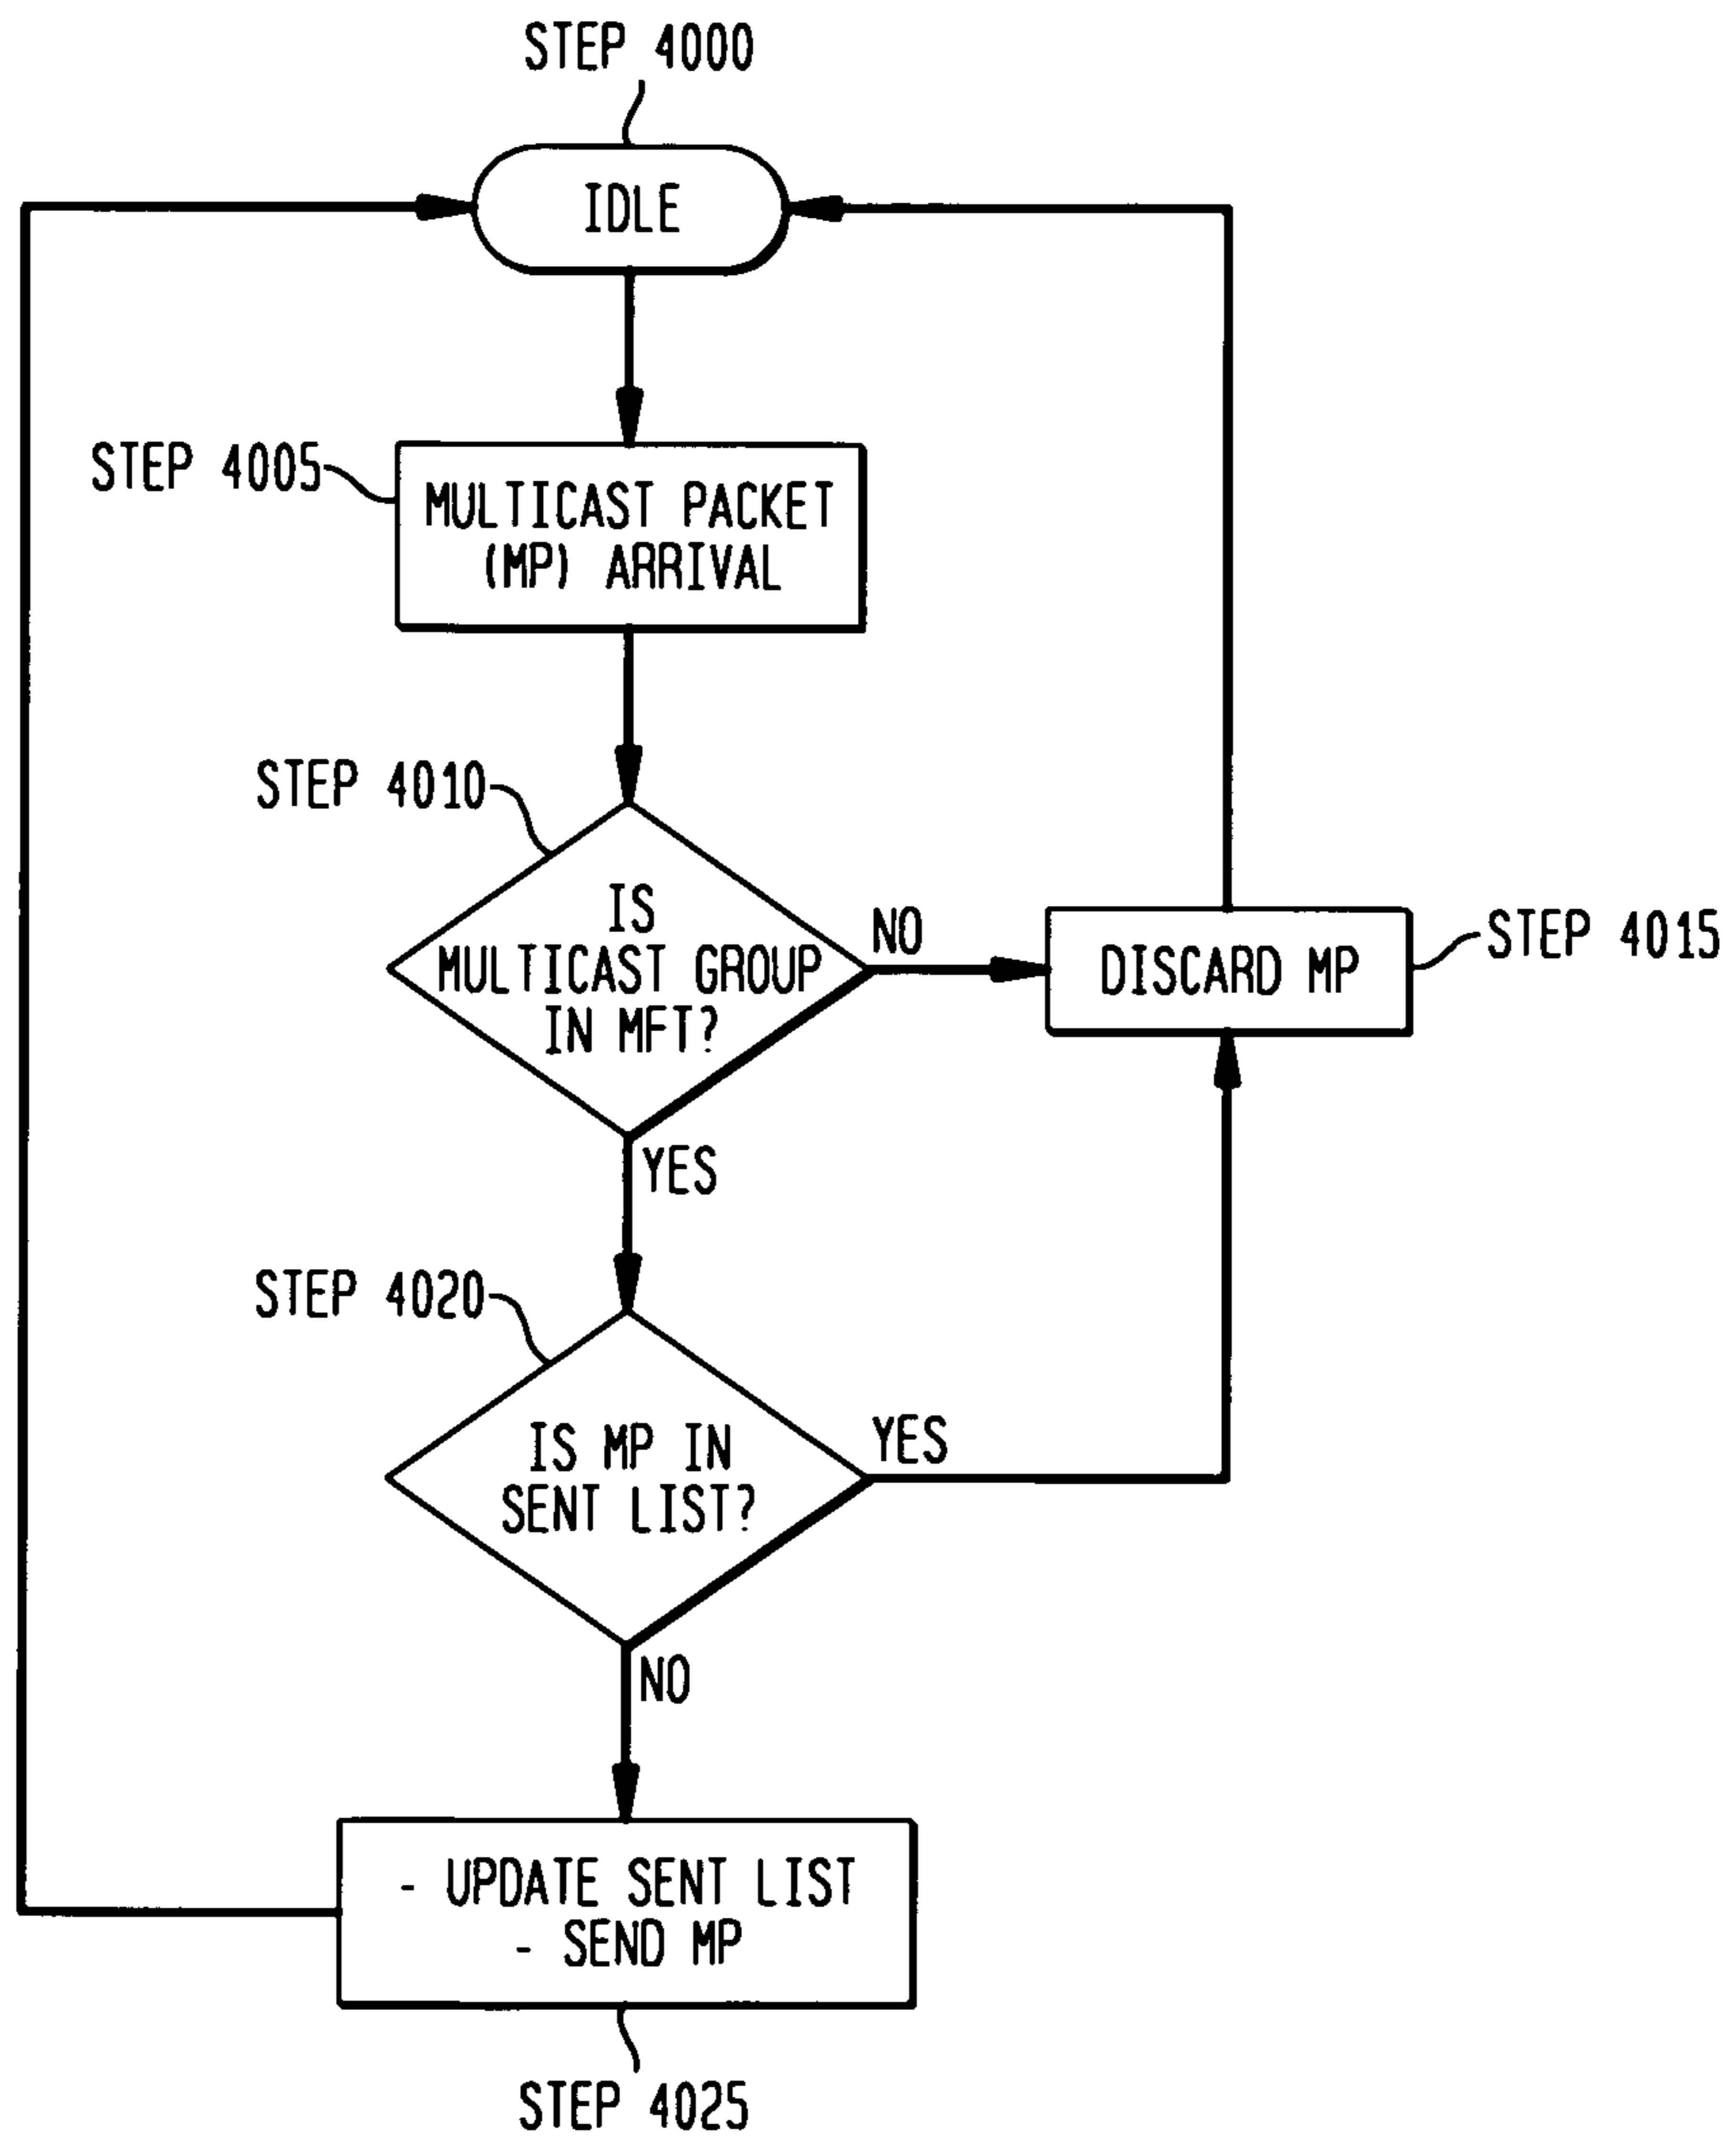 STEP 4000
IDLE
STEP 4005
MULTICAST PACKET
(MP) ARRIVAL
STEP 4010
IS
MULTICAST GROUP
IN MFT?
NO
DISCARD MP
STEP 4015
YES
STEP 4020
IS MP IN
SENT LIST?
YES
NO
- UPDATE SENT LIST
- SEND MP
STEP 4025